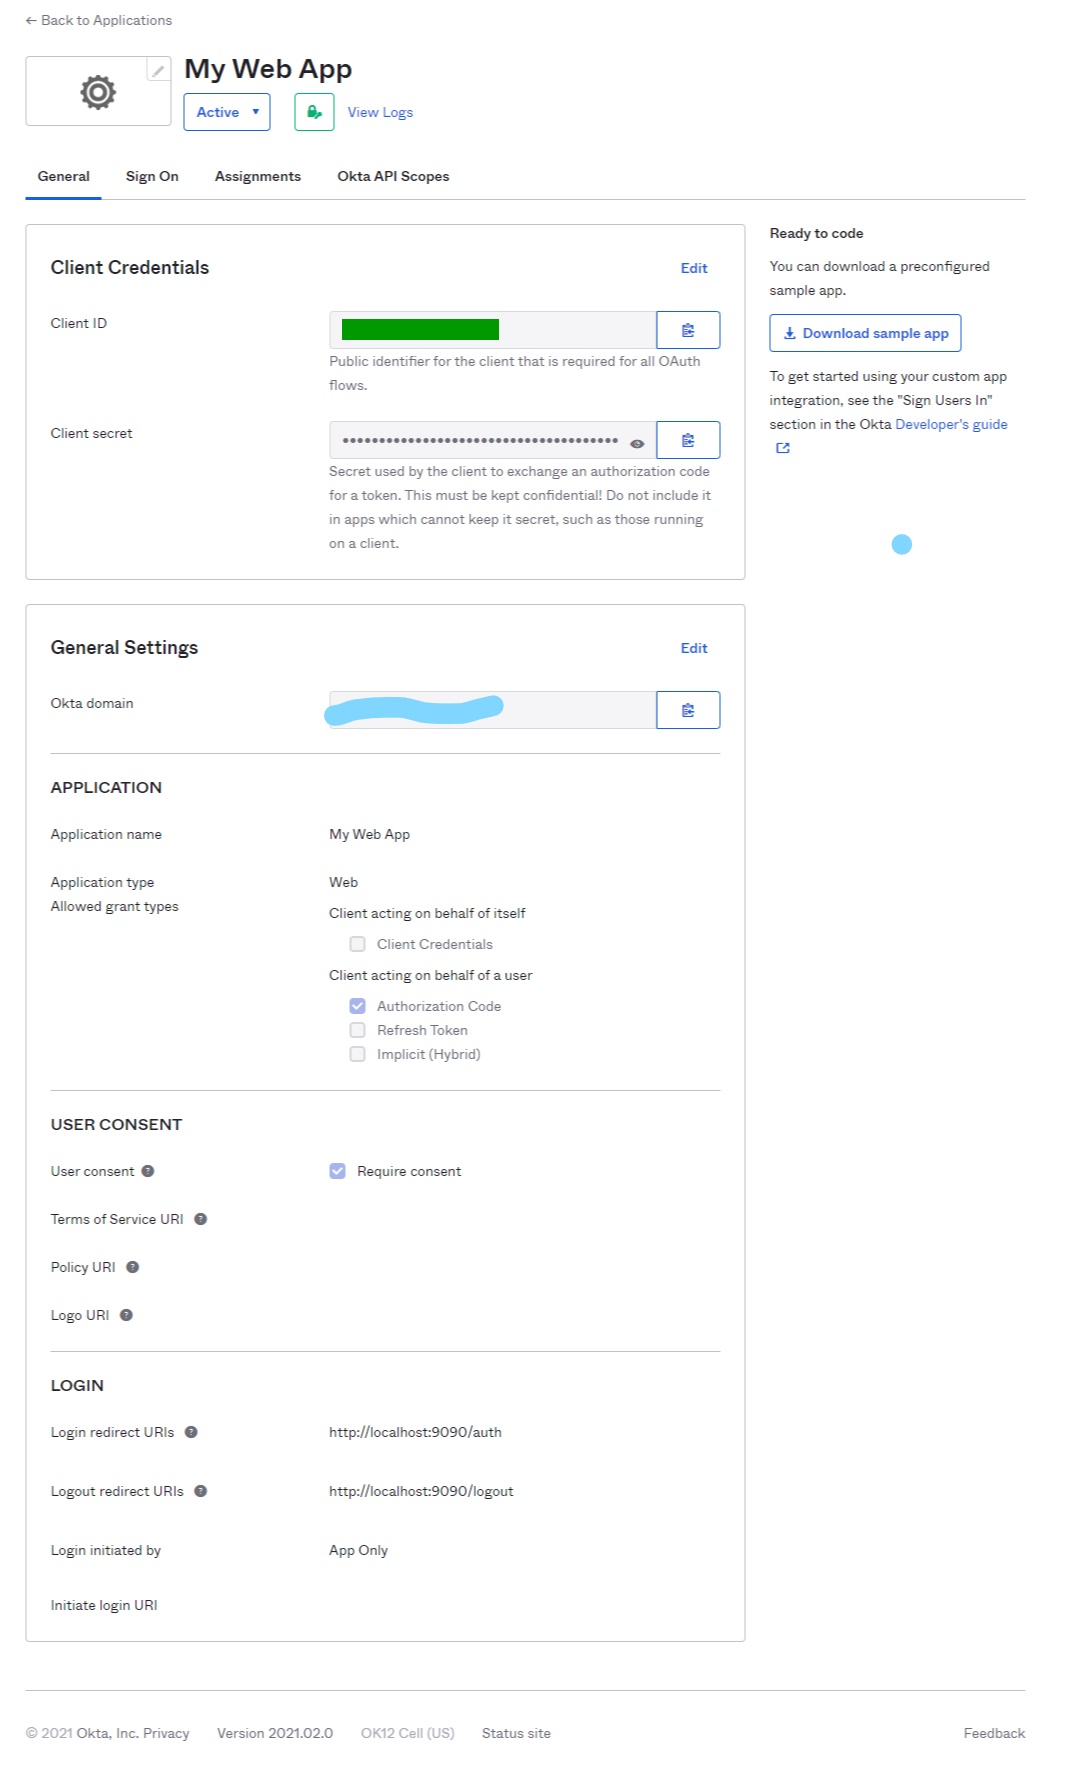 ← Back to Applications
My Web App
Active
View Logs
General
Sign On
Assignments
Okta API Scopes
Client Credentials
Edit
Client ID
Public identifier for the client that is required for all OAuth
flows.
Client secret
••••••••••••••••••••••••••••••••••••••••
Secret used by the client to exchange an authorization code
for a token. This must be kept confidential! Do not include it
in apps which cannot keep it secret, such as those running
on a client.
Ready to code
You can download a preconfigured
sample app.
Download sample app
To get started using your custom app
integration, see the "Sign Users In"
section in the Okta Developer's guide
General Settings
Edit
Okta domain
APPLICATION
Application name
My Web App
Application type
Web
Allowed grant types
Client acting on behalf of itself
Client Credentials
Client acting on behalf of a user
Authorization Code
Refresh Token
Implicit (Hybrid)
USER CONSENT
User consent ?
Require consent
Terms of Service URI ?
Policy URI ?
Logo URI ?
LOGIN
Login redirect URIs ?
http://localhost:9090/auth
Logout redirect URIs ?
http://localhost:9090/logout
Login initiated by
App Only
Initiate login URI
© 2021 Okta, Inc. Privacy
Version 2021.02.0
OK12 Cell (US)
Status site
Feedback